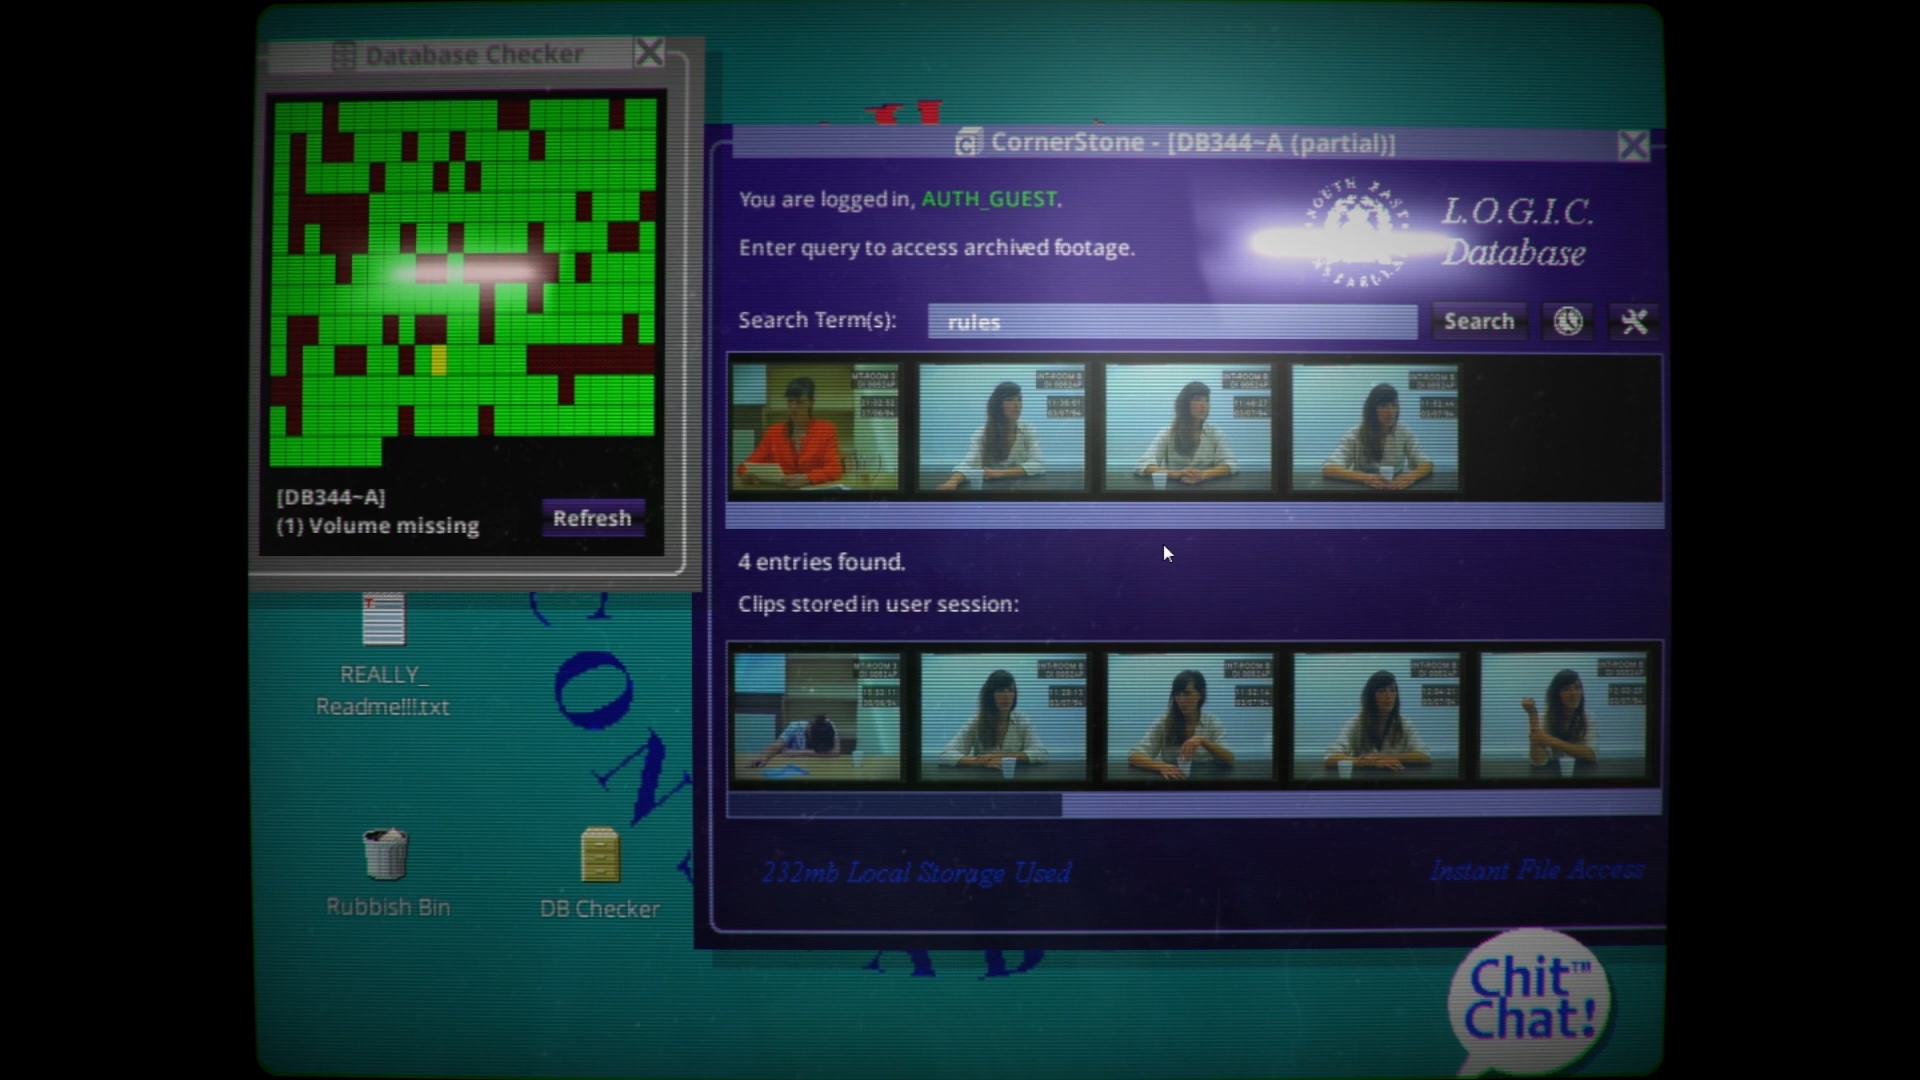 Database Checker
[DB344~A]
(1) Volume missing
Refresh
REALLY_
Readme!!!.txt
Rubbish Bin
DB Checker
CornerStone - [DB344~A (partial)]
You are logged in, AUTH_GUEST.
Enter query to access archived footage.
L.O.G.I.C.
Database
Search Term(s):
rules
Search
4 entries found.
Clips stored in user session:
232mb Local Storage Used
Instant File Access
Chit™
Chat!